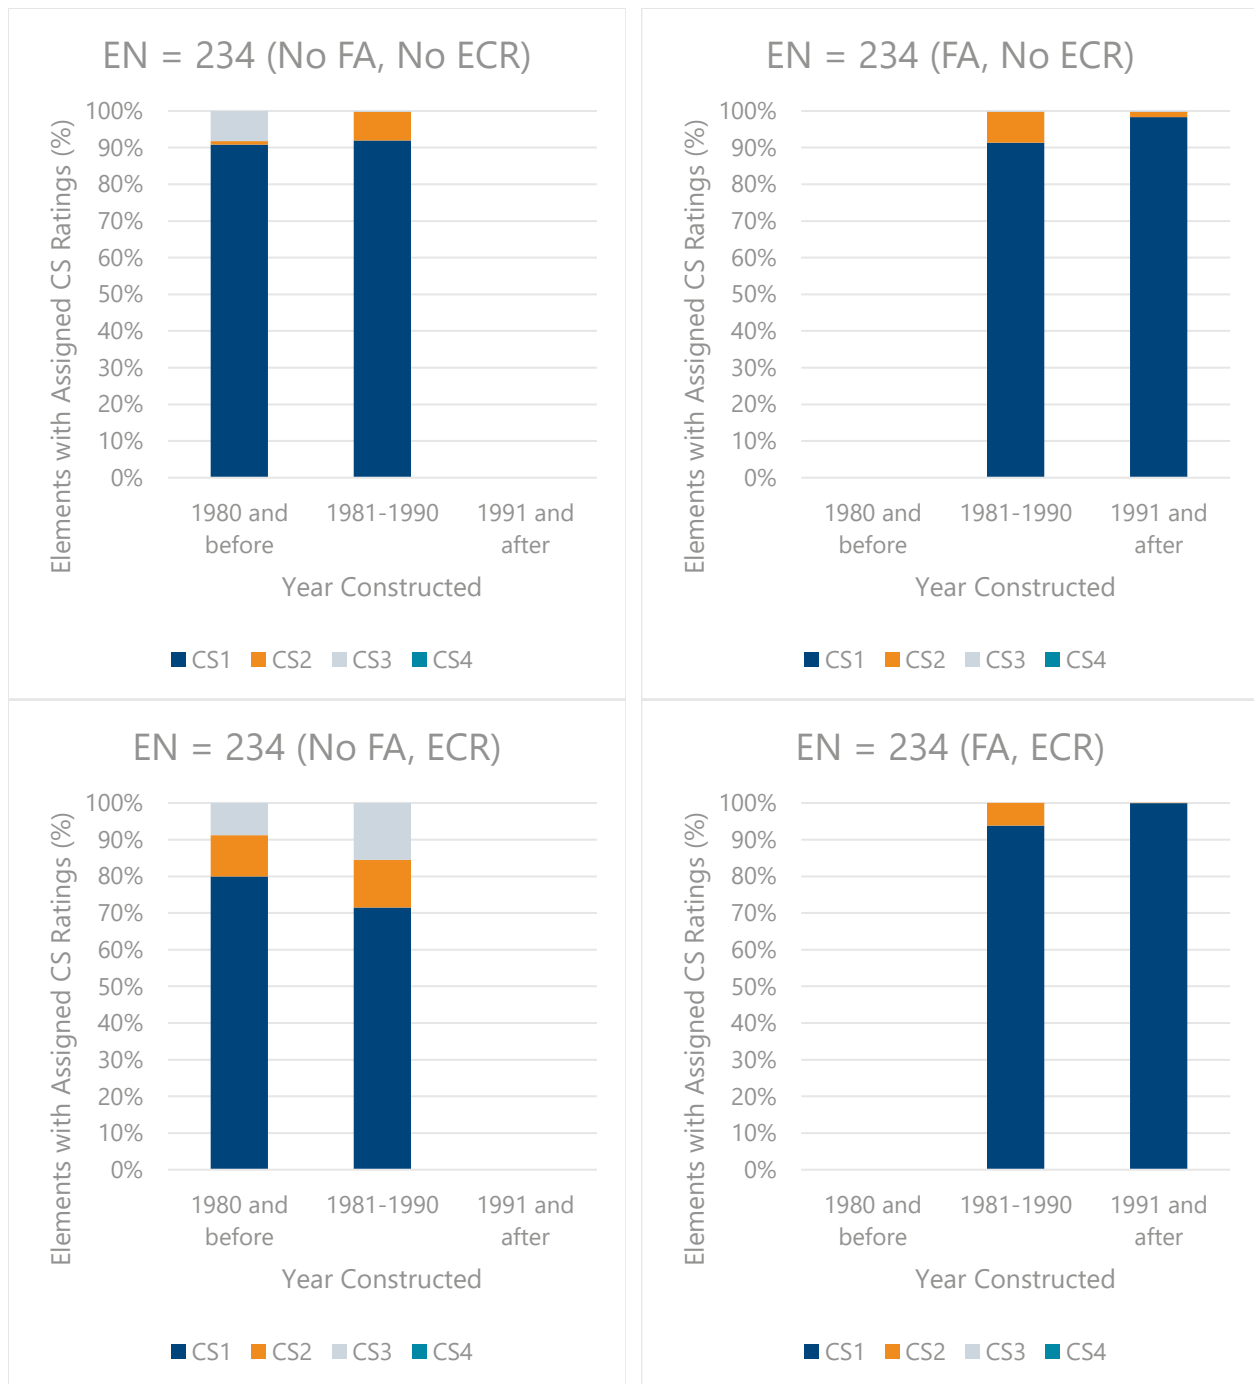 EN = 234 (No FA, No ECR)
Elements with Assigned CS Ratings (%)
100%
90%
80%
70%
60%
50%
40%
30%
20%
10%
0%
1980 and before
1981-1990
1991 and after
Year Constructed
CS1 CS2 CS3 CS4
EN = 234 (FA, No ECR)
Elements with Assigned CS Ratings (%)
100%
90%
80%
70%
60%
50%
40%
30%
20%
10%
0%
1980 and before
1981-1990
1991 and after
Year Constructed
CS1 CS2 CS3 CS4
EN = 234 (No FA, ECR)
Elements with Assigned CS Ratings (%)
100%
90%
80%
70%
60%
50%
40%
30%
20%
10%
0%
1980 and before
1981-1990
1991 and after
Year Constructed
CS1 CS2 CS3 CS4
EN = 234 (FA, ECR)
Elements with Assigned CS Ratings (%)
100%
90%
80%
70%
60%
50%
40%
30%
20%
10%
0%
1980 and before
1981-1990
1991 and after
Year Constructed
CS1 CS2 CS3 CS4